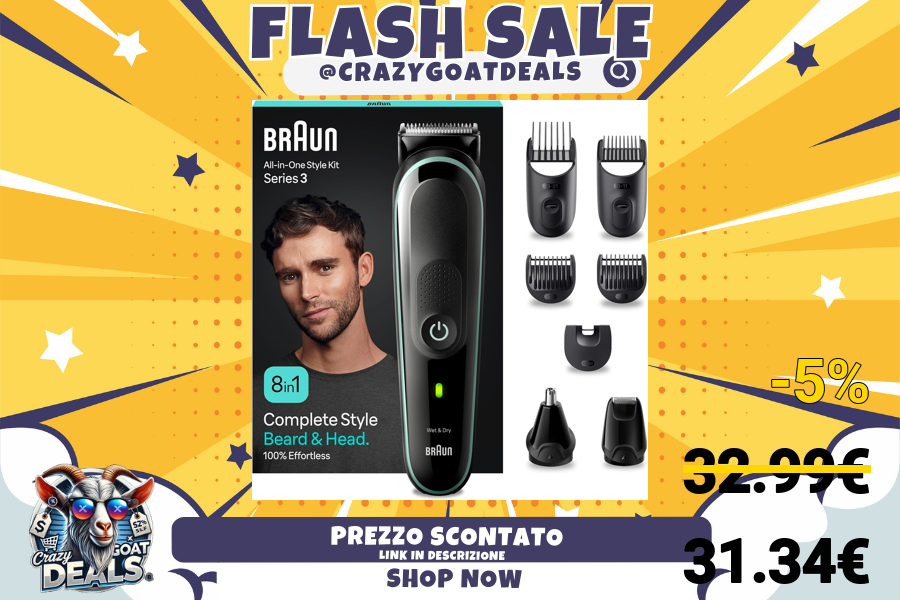 FLASH SALE
@CRAZYGOATDEALS
BRAUN
BRAUN
All-in-One Style Kit
Series 3
8in1
Complete Style
Beard & Head.
100% Effortless
Wet & Dry
BRAUN
-5%
32.99€
31.34€
$
52%
Crazy
GOAT
DEALS
PREZZO SCONTATO
LINK IN DESCRIZIONE
SHOP NOW